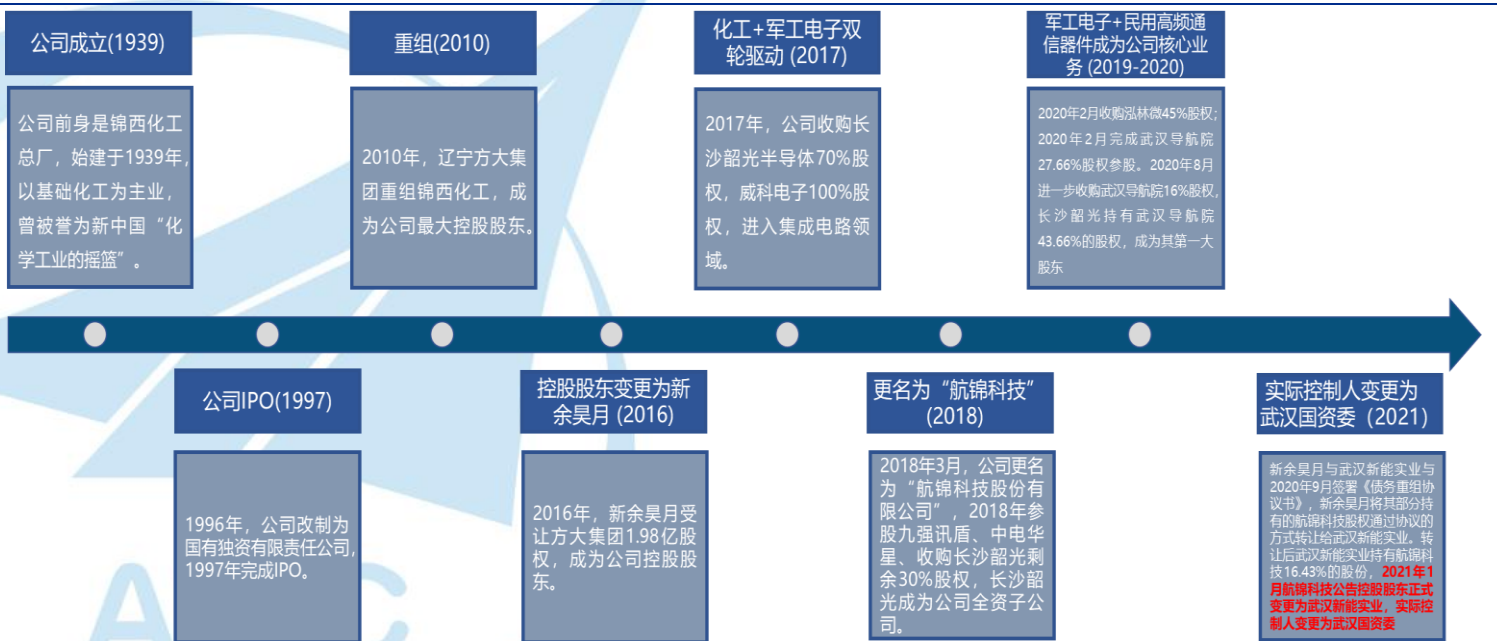 公司成立(1939)
公司前身是锦西化工
总厂，始建于1939年，
以基础化工为主业，
曾被誉为新中国“化
学工业的摇篮”。
重组(2010)
2010年，辽宁方大集
团重组锦西化工，成
为公司最大控股股东。
化工+军工电子双
轮驱动 (2017)
2017年，公司收购长
沙韶光半导体70%股
权，威科电子100%股
权，进入集成电路领
域。
军工电子+民用高频通
信器件成为公司核心业
务 (2019-2020)
2020年2月收购泓林微45%股权；
2020年2月完成武汉导航院
27.66%股权参股。2020年8月
进一步收购武汉导航院16%股权，
长沙韶光持有武汉导航院
43.66%的股权，成为其第一大
股东
公司IPO(1997)
1996年，公司改制为
国有独资有限责任公司，
1997年完成IPO。
控股股东变更为新
余昊月 (2016)
2016年，新余昊月受
让方大集团1.98亿股
权，成为公司控股股
东。
更名为“航锦科技”
(2018)
2018年3月，公司更名
为“航锦科技股份有
限公司”，2018年参
股九强讯盾、中电华
星、收购长沙韶光剩
余30%股权，长沙韶
光成为公司全资子公
司。
实际控制人变更为
武汉国资委（2021）
新余昊月与武汉新能实业与
2020年9月签署《债务重组协
议书》，新余昊月将其部分持
有的航锦科技股权通过协议的
方式转让给武汉新能实业。转
让后武汉新能实业持有航锦科
技16.43%的股份，2021年1
月航锦科技公告控股股东正式
变更为武汉新能实业，实际控
制人变更为武汉国资委